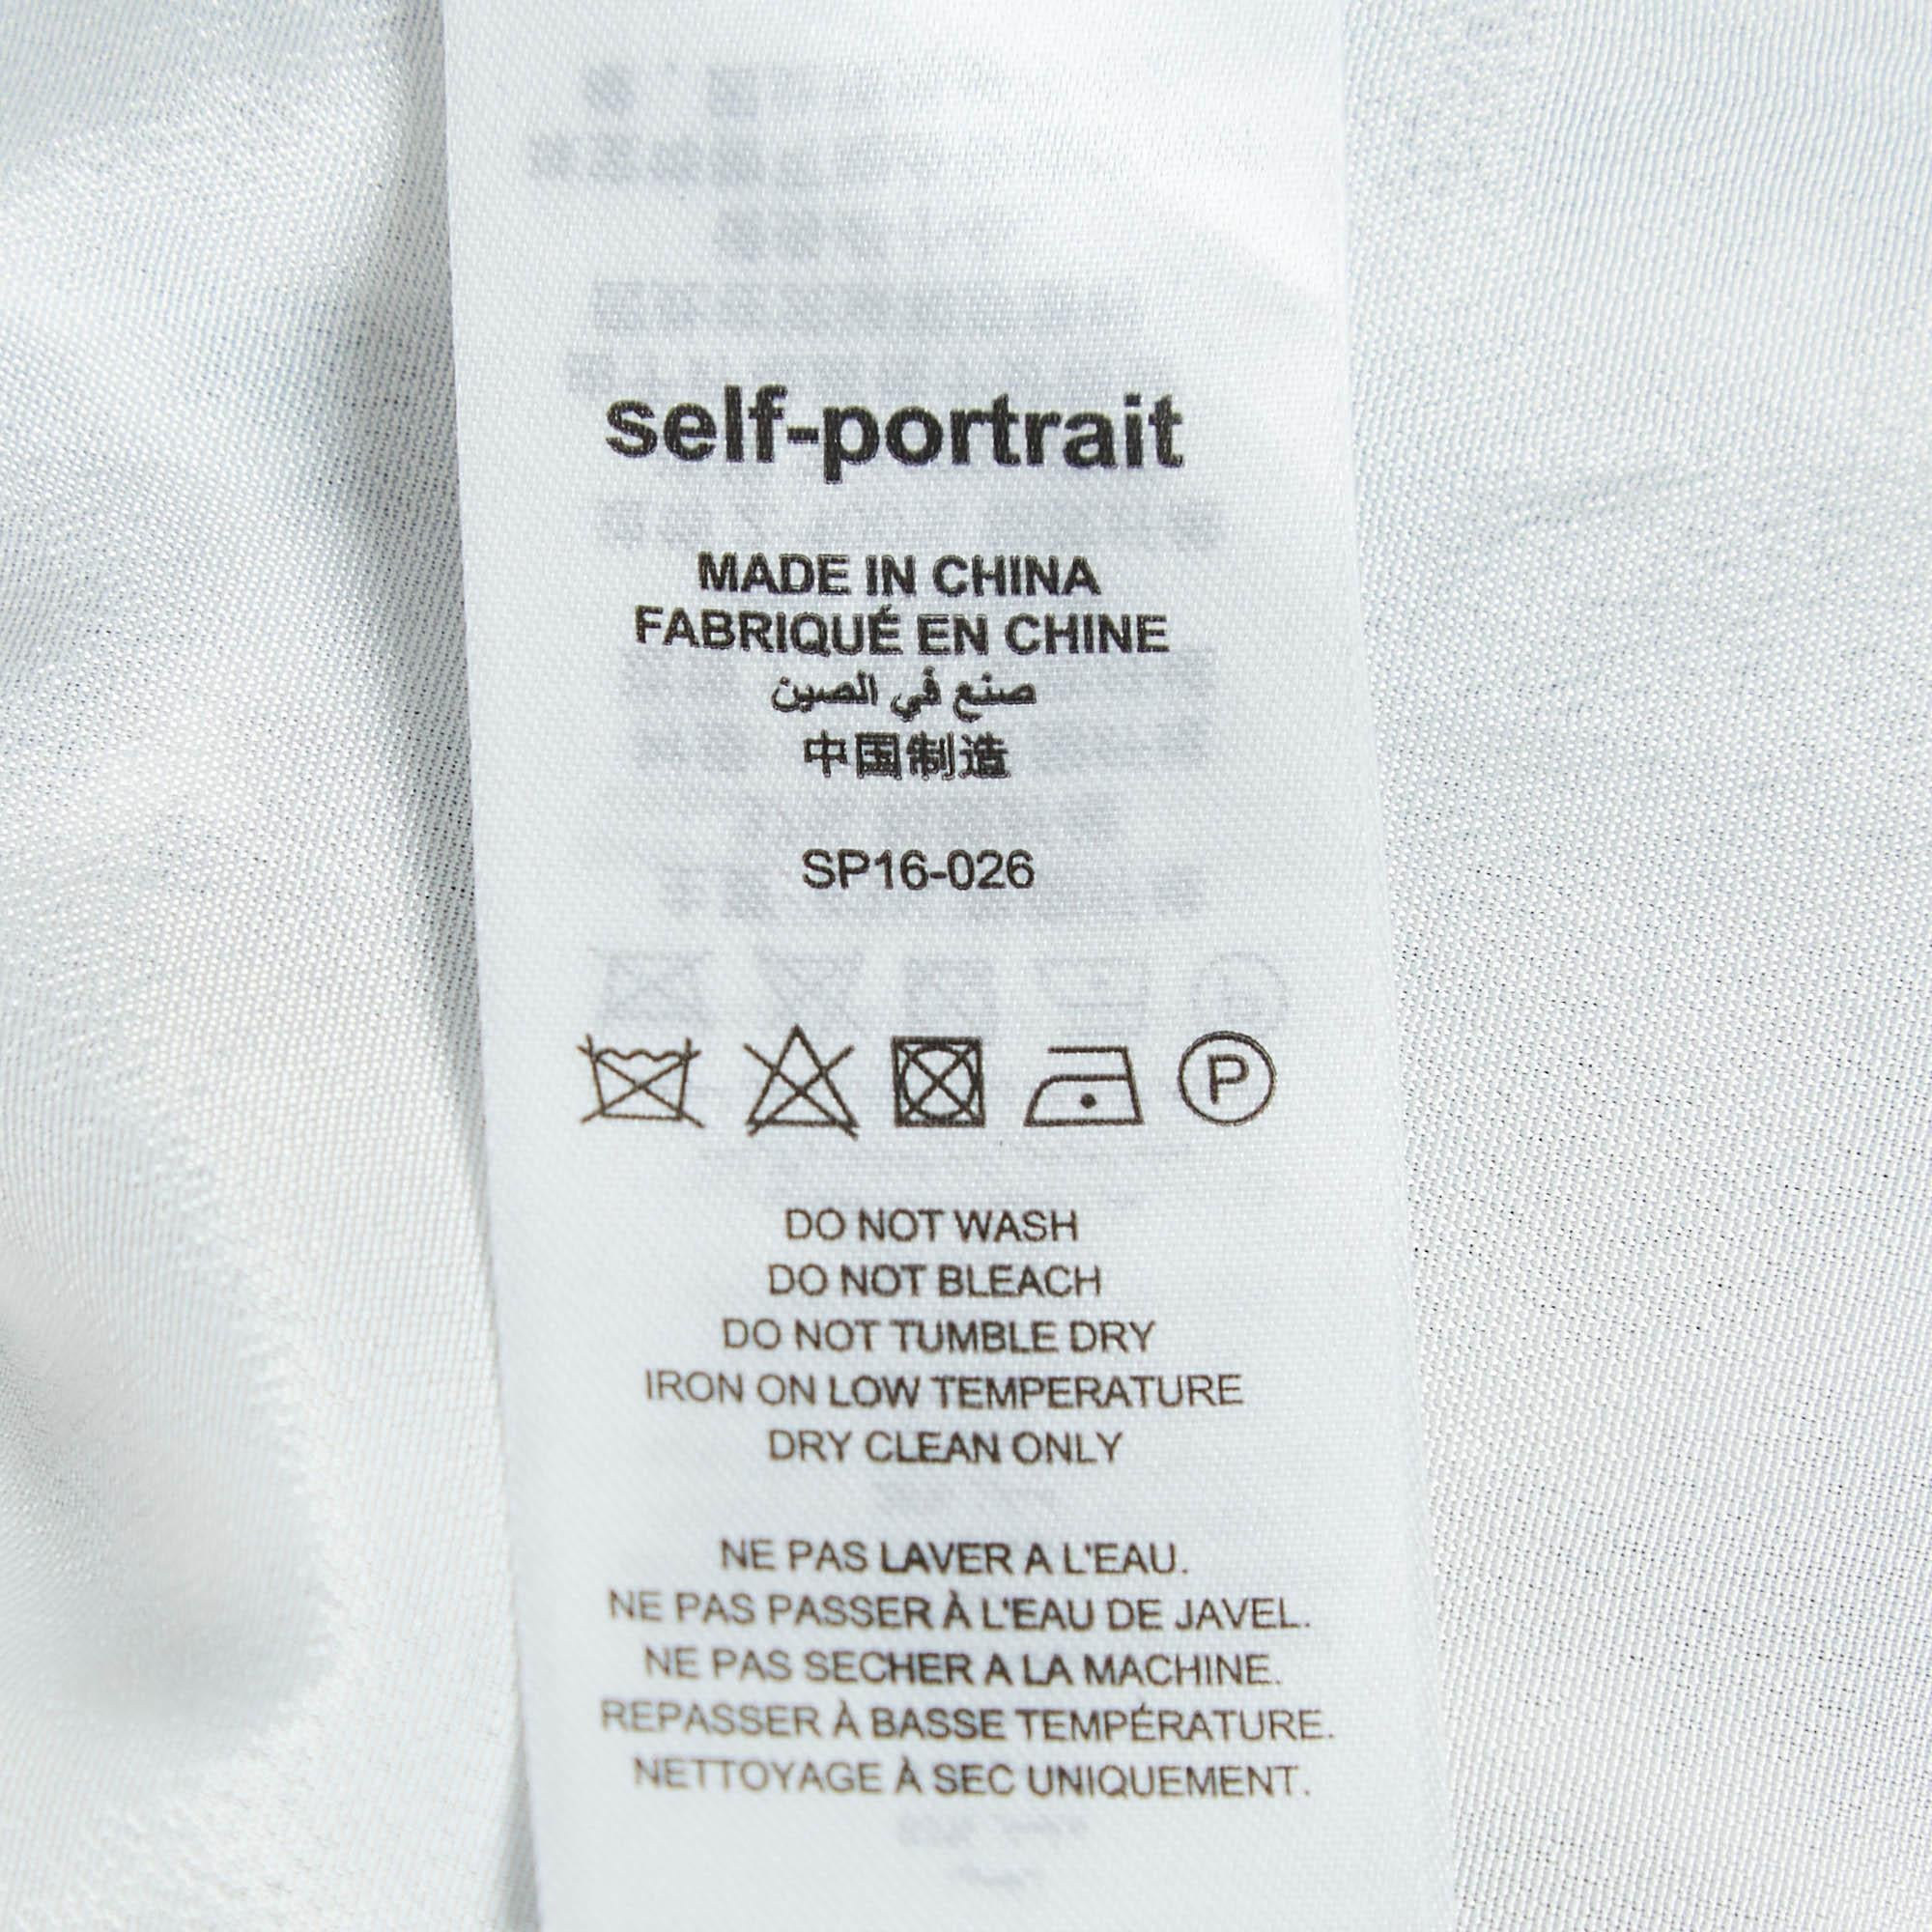 self-portrait
MADE IN CHINA
FABRIQUÉ EN CHINE
صنع في الصين
中国制造
SP16-026
P
DO NOT WASH
DO NOT BLEACH
DO NOT TUMBLE DRY
IRON ON LOW TEMPERATURE
DRY CLEAN ONLY
NE PAS LAVER A L'EAU.
NE PAS PASSER À L'EAU DE JAVEL.
NE PAS SECHER A LA MACHINE.
REPASSER À BASSE TEMPÉRATURE.
NETTOYAGE À SEC UNIQUEMENT.